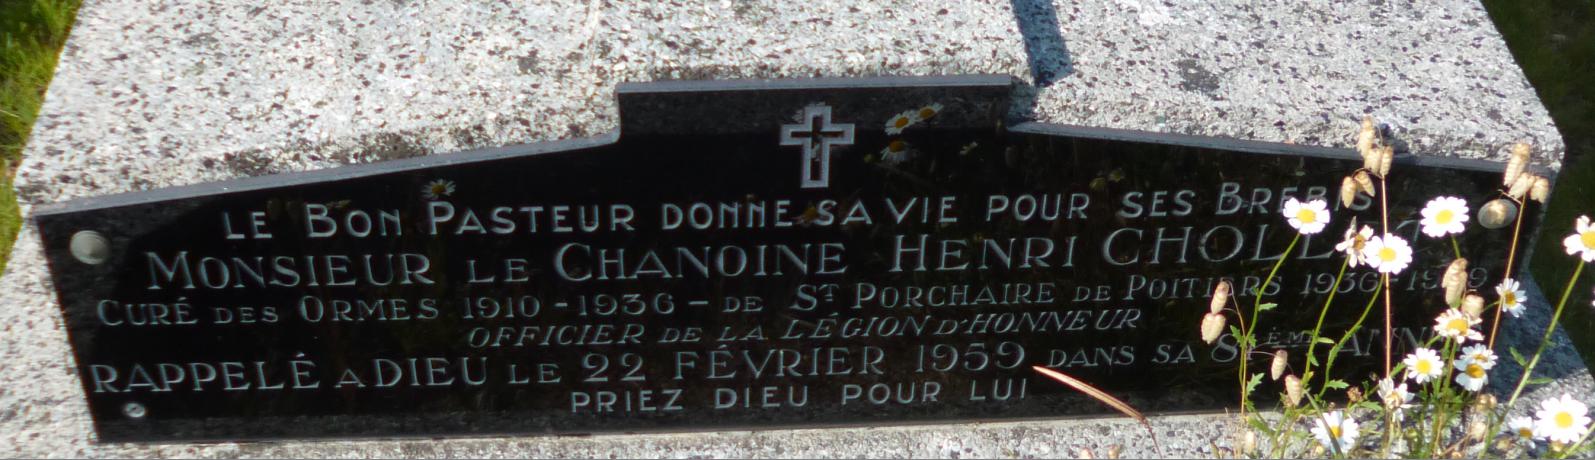 LE BON PASTEUR DONNE SA VIE POUR SES BREBIS
MONSIEUR LE CHANOINE HENRI
CURÉ DES ORMES 1910 - 1936 - DE ST PORCHAIRE DE POITIERS 1936 -
OFFICIER DE LA LÉGION D'HONNEUR
RAPPELÉ A DIEU LE 22 FÉVRIER 1959 DANS SA
PRIEZ DIEU POUR LUI